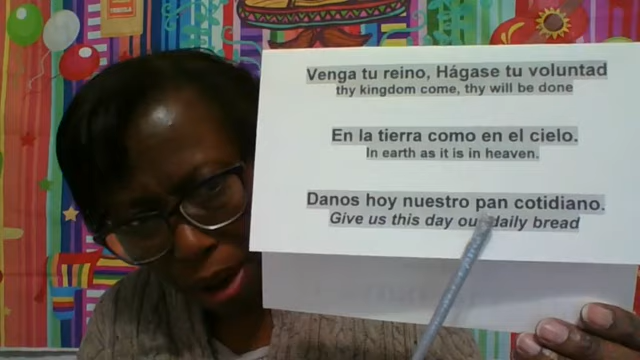 Venga tu reino, Hágase tu voluntad
thy kingdom come, thy will be done
En la tierra como en el cielo.
In earth as it is in heaven.
Danos hoy nuestro pan cotidiano.
Give us this day our daily bread